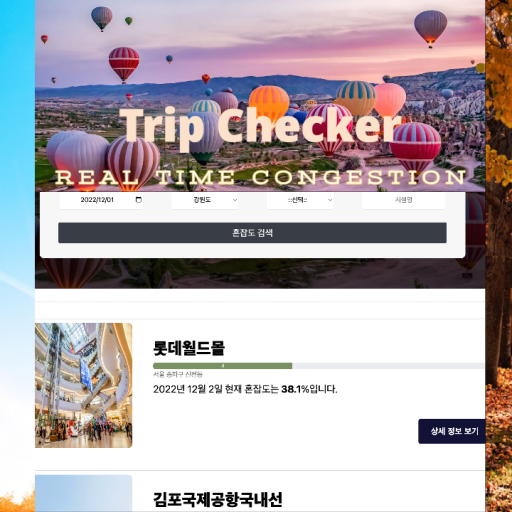 Trip Checker
REAL TIME CONGESTION
2022/12/01
강원도
::선택::
시설명
혼잡도 검색
롯데월드몰
서울 송파구 신천동
2022년 12월 2일 현재 혼잡도는 38.1%입니다.
상세 정보 보기
김포국제공항국내선